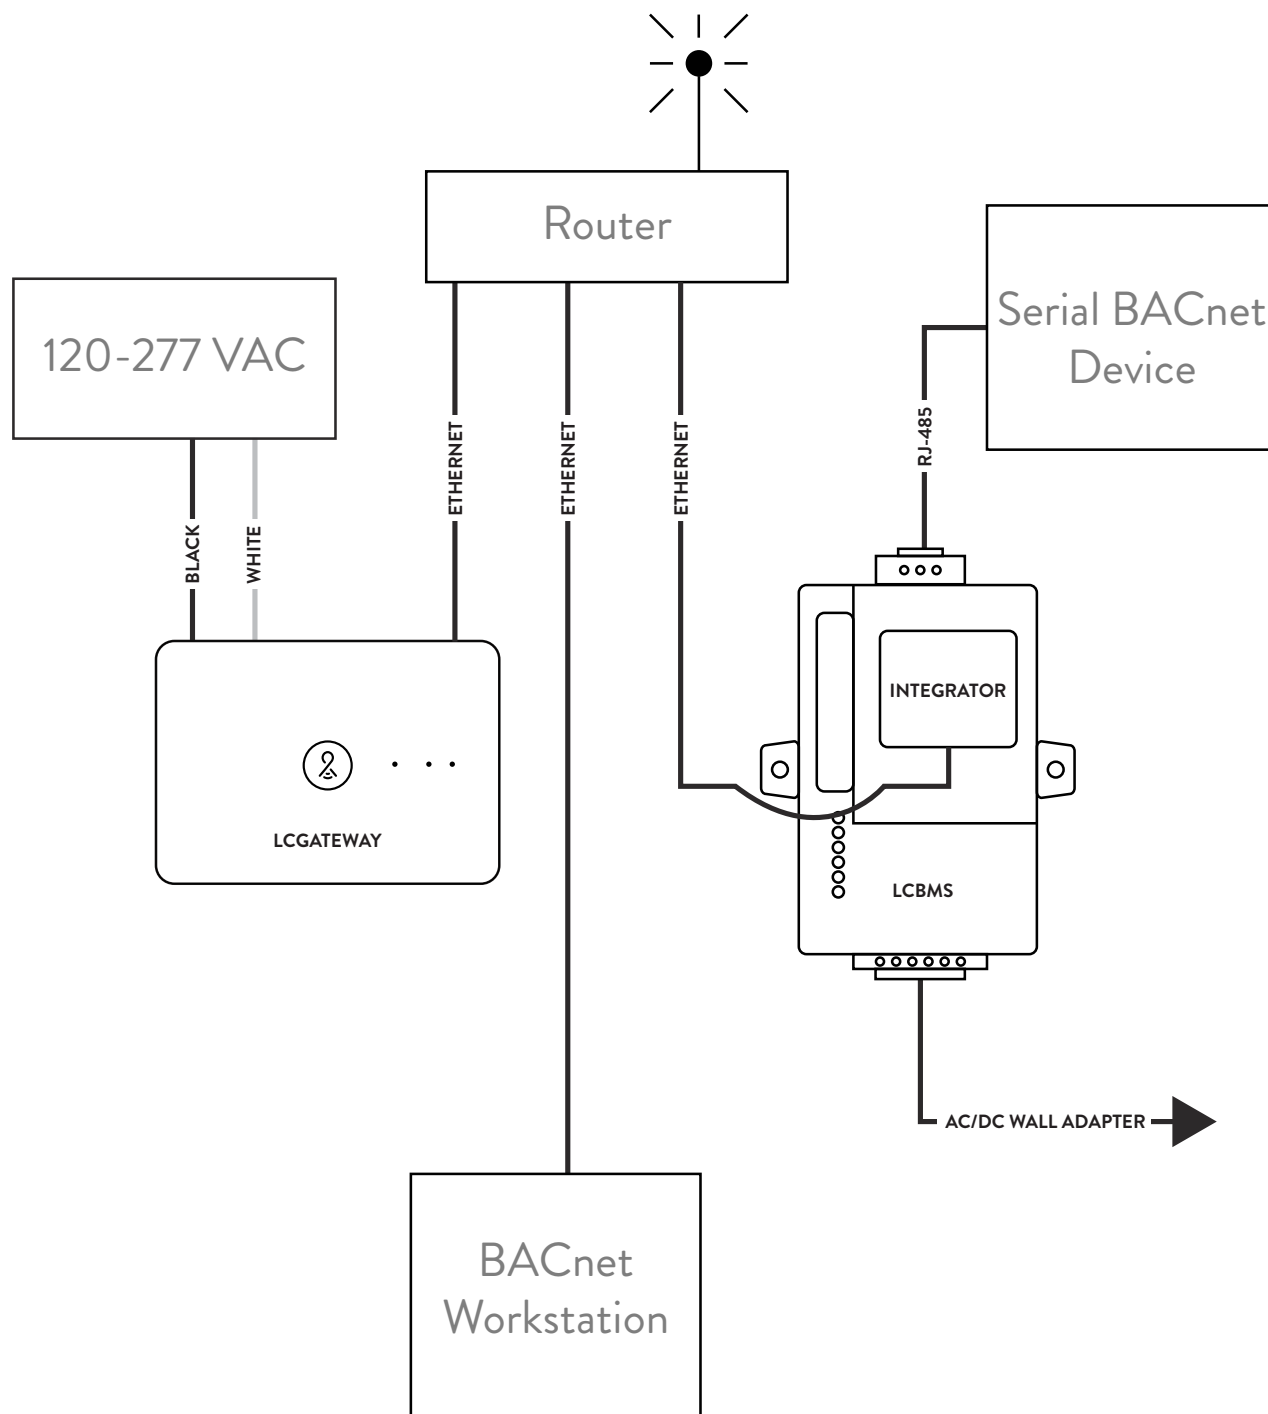 Router
Serial BACnet
Device
120-277 VAC
RJ-485
ETHERNET
ETHERNET
ETHERNET
BLACK
WHITE
INTEGRATOR
LCGATEWAY
LCBMS
AC/DC WALL ADAPTER
BACnet
Workstation